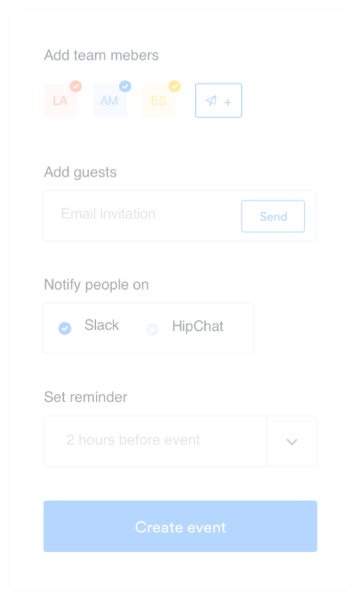 Add team mebers
LA AM ES +
Add guests
Email invitation Send
Notify people on
Slack HipChat
Set reminder
2 hours before event
Create event